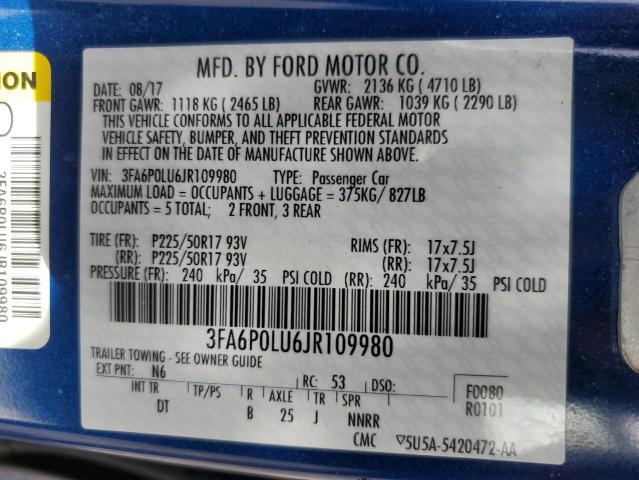 MFD. BY FORD MOTOR CO.
DATE: 08/17 GVWR: 2136 KG ( 4710 LB)
FRONT GAWR: 1118 KG ( 2465 LB) REAR GAWR: 1039 KG ( 2290 LB)
THIS VEHICLE CONFORMS TO ALL APPLICABLE FEDERAL MOTOR
VEHICLE SAFETY, BUMPER, AND THEFT PREVENTION STANDARDS
IN EFFECT ON THE DATE OF MANUFACTURE SHOWN ABOVE.
VIN: 3FA6P0LU6JR109980 TYPE: Passenger Car
MAXIMUM LOAD = OCCUPANTS + LUGGAGE = 375KG/ 827LB
OCCUPANTS = 5 TOTAL; 2 FRONT, 3 REAR
TIRE (FR): P225/50R17 93V RIMS (FR): 17x7.5J
(RR): P225/50R17 93V (RR): 17x7.5J
PRESSURE (FR): 240 kPa/ 35 PSI COLD (RR): 240 kPa/ 35 PSI COLD
3FA6P0LU6JR109980
TRAILER TOWING - SEE OWNER GUIDE
EXT PNT: N6 RC: 53 DSO:
INT TR TP/PS R AXLE TR SPR F0080
DT B 25 J NNRR R0101
CMC ▽5U5A-5420472-AA
ION
3FA6P0LU6JR109980